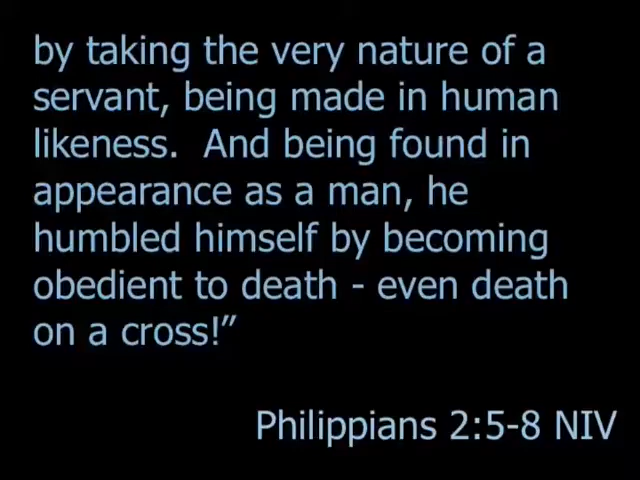 by taking the very nature of a
servant, being made in human
likeness.  And being found in
appearance as a man, he
humbled himself by becoming
obedient to death - even death
on a cross!”
Philippians 2:5-8 NIV